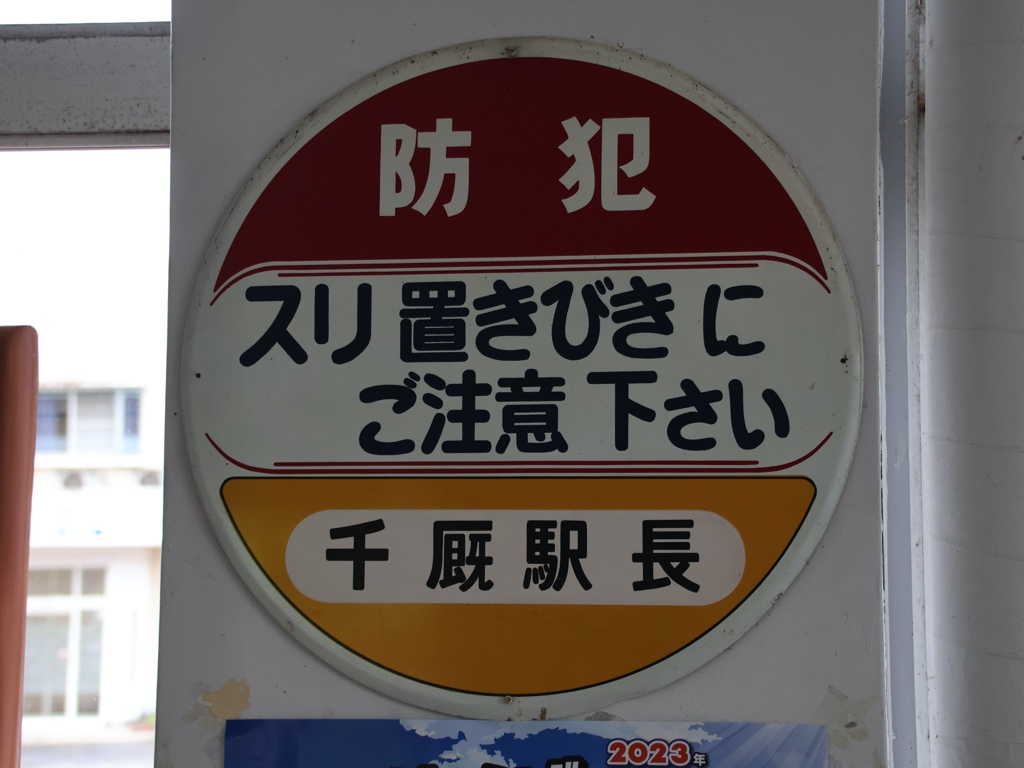 防犯
スリ置きびきに
ご注意下さい
千厩駅長
2023年